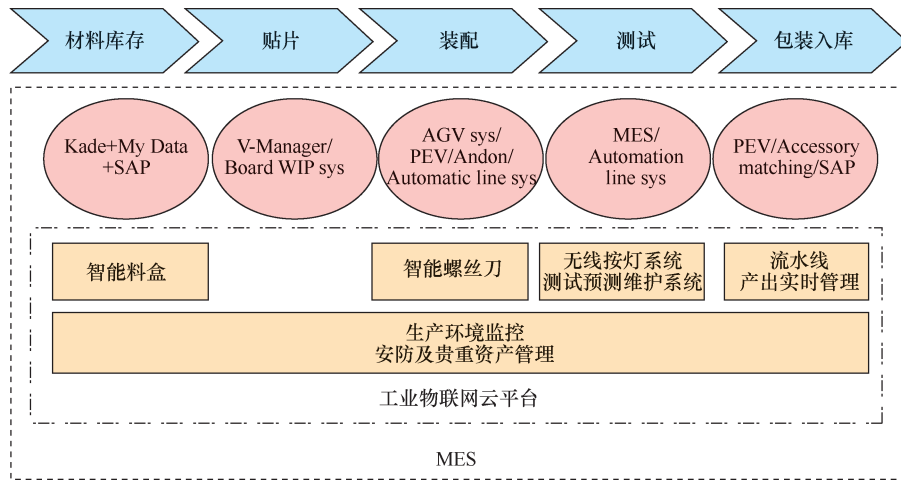 材料库存
贴片
装配
测试
包装入库
Kade+My Data
+SAP
V-Manager/
Board WIP sys
AGV sys/
PEV/Andon/
Automatic line sys
MES/
Automation
line sys
PEV/Accessory
matching/SAP
智能料盒
智能螺丝刀
无线按灯系统
测试预测维护系统
流水线
产出实时管理
生产环境监控
安防及贵重资产管理
工业物联网云平台
MES